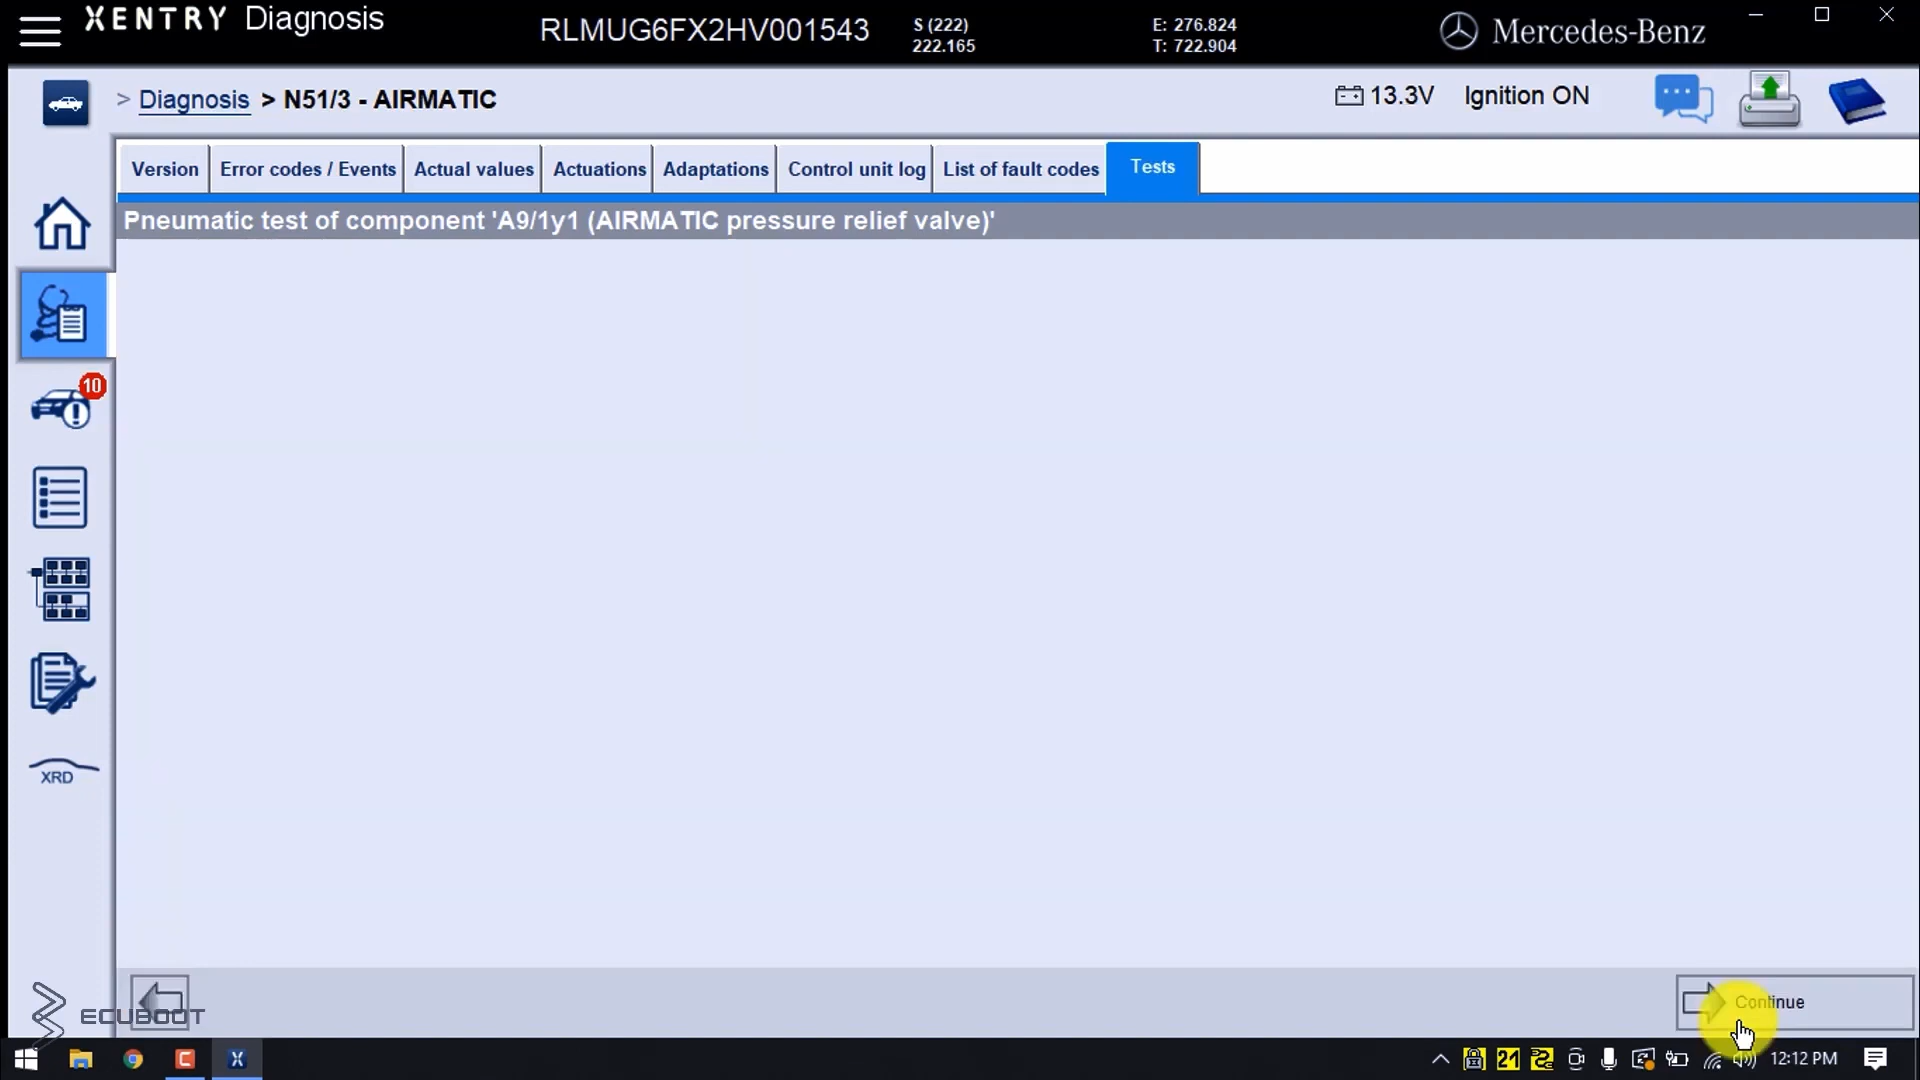 XENTRY Diagnosis
RLMUG6FX2HV001543
S (222)
222.165
E: 276.824
T: 722.904
Mercedes-Benz
> Diagnosis > N51/3 - AIRMATIC
13.3V
Ignition ON
Version
Error codes / Events
Actual values
Actuations
Adaptations
Control unit log
List of fault codes
Tests
Pneumatic test of component 'A9/1y1 (AIRMATIC pressure relief valve)'
10
XRD
ECUBOOT
Continue
21
12:12 PM